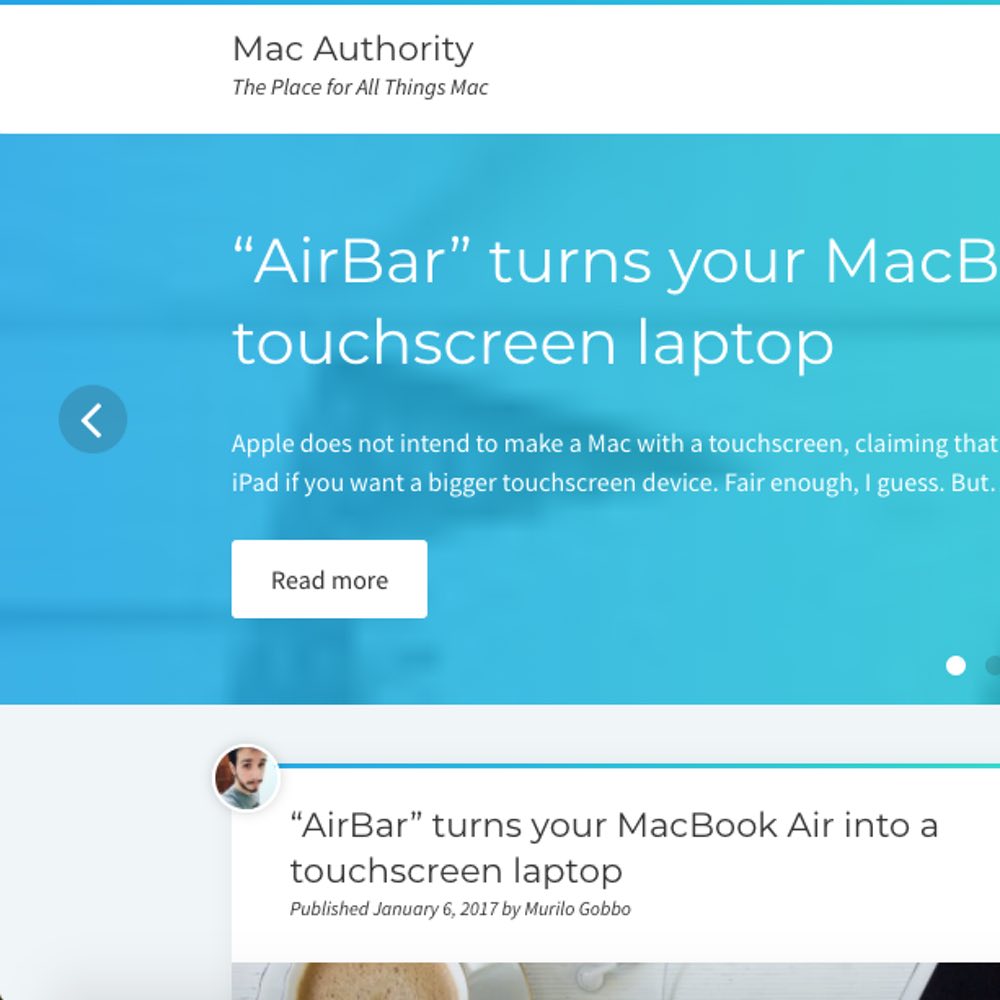 Mac Authority
The Place for All Things Mac
“AirBar” turns your MacB
touchscreen laptop
Apple does not intend to make a Mac with a touchscreen, claiming that
iPad if you want a bigger touchscreen device. Fair enough, I guess. But.
Read more
“AirBar” turns your MacBook Air into a
touchscreen laptop
Published January 6, 2017 by Murilo Gobbo